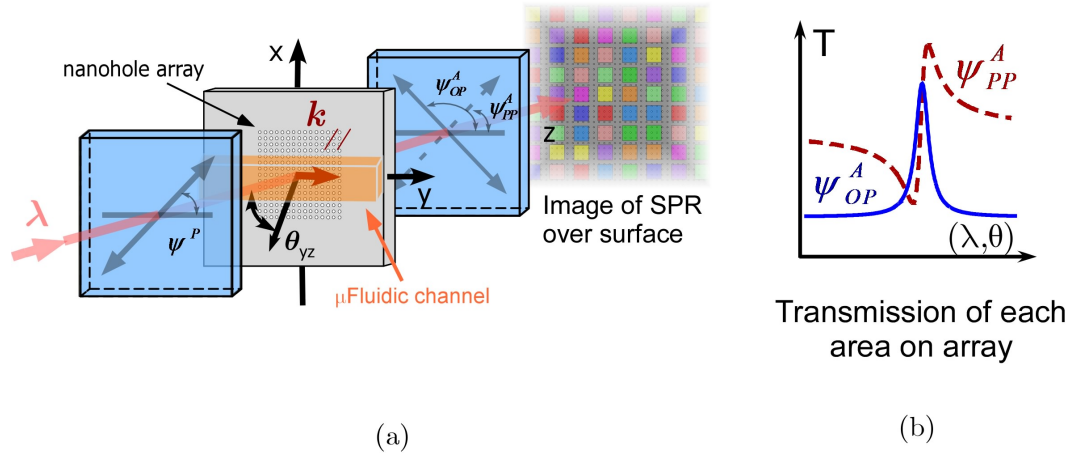 nanohole array
x
k
y
z
λ
ψ^P
θ_yz
ψ^A_OP
ψ^A_PP
μFluidic channel
Image of SPR
over surface
(a)
T
ψ^A_PP
ψ^A_OP
(λ,θ)
Transmission of each
area on array
(b)